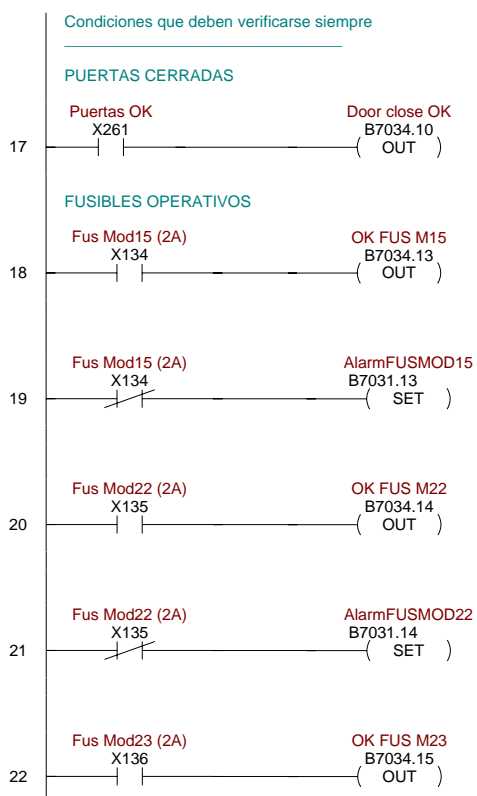 Condiciones que deben verificarse siempre
PUERTAS CERRADAS
Puertas OK
X261
Door close OK
B7034.10
17
OUT
FUSIBLES OPERATIVOS
Fus Mod15 (2A)
X134
OK FUS M15
B7034.13
18
OUT
Fus Mod15 (2A)
X134
AlarmFUSMOD15
B7031.13
19
SET
Fus Mod22 (2A)
X135
OK FUS M22
B7034.14
20
OUT
Fus Mod22 (2A)
X135
AlarmFUSMOD22
B7031.14
21
SET
Fus Mod23 (2A)
X136
OK FUS M23
B7034.15
22
OUT